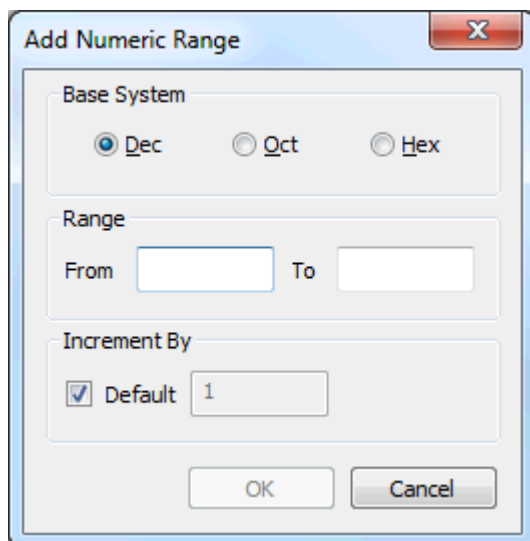 Add Numeric Range
X
Base System
Dec Oct Hex
Range
From To
Increment By
Default 1
OK Cancel